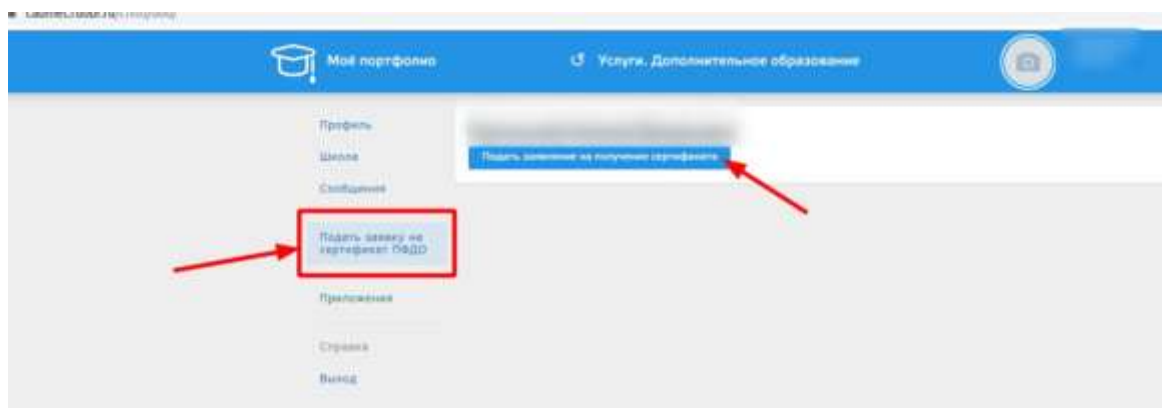 Моё портфолио
Услуги. Дополнительное образование
Профиль
Школа
Сообщения
Подать заявление на получение сертификата
Подать заявку на
сертификат ПФДО
Приложения
Справка
Выход